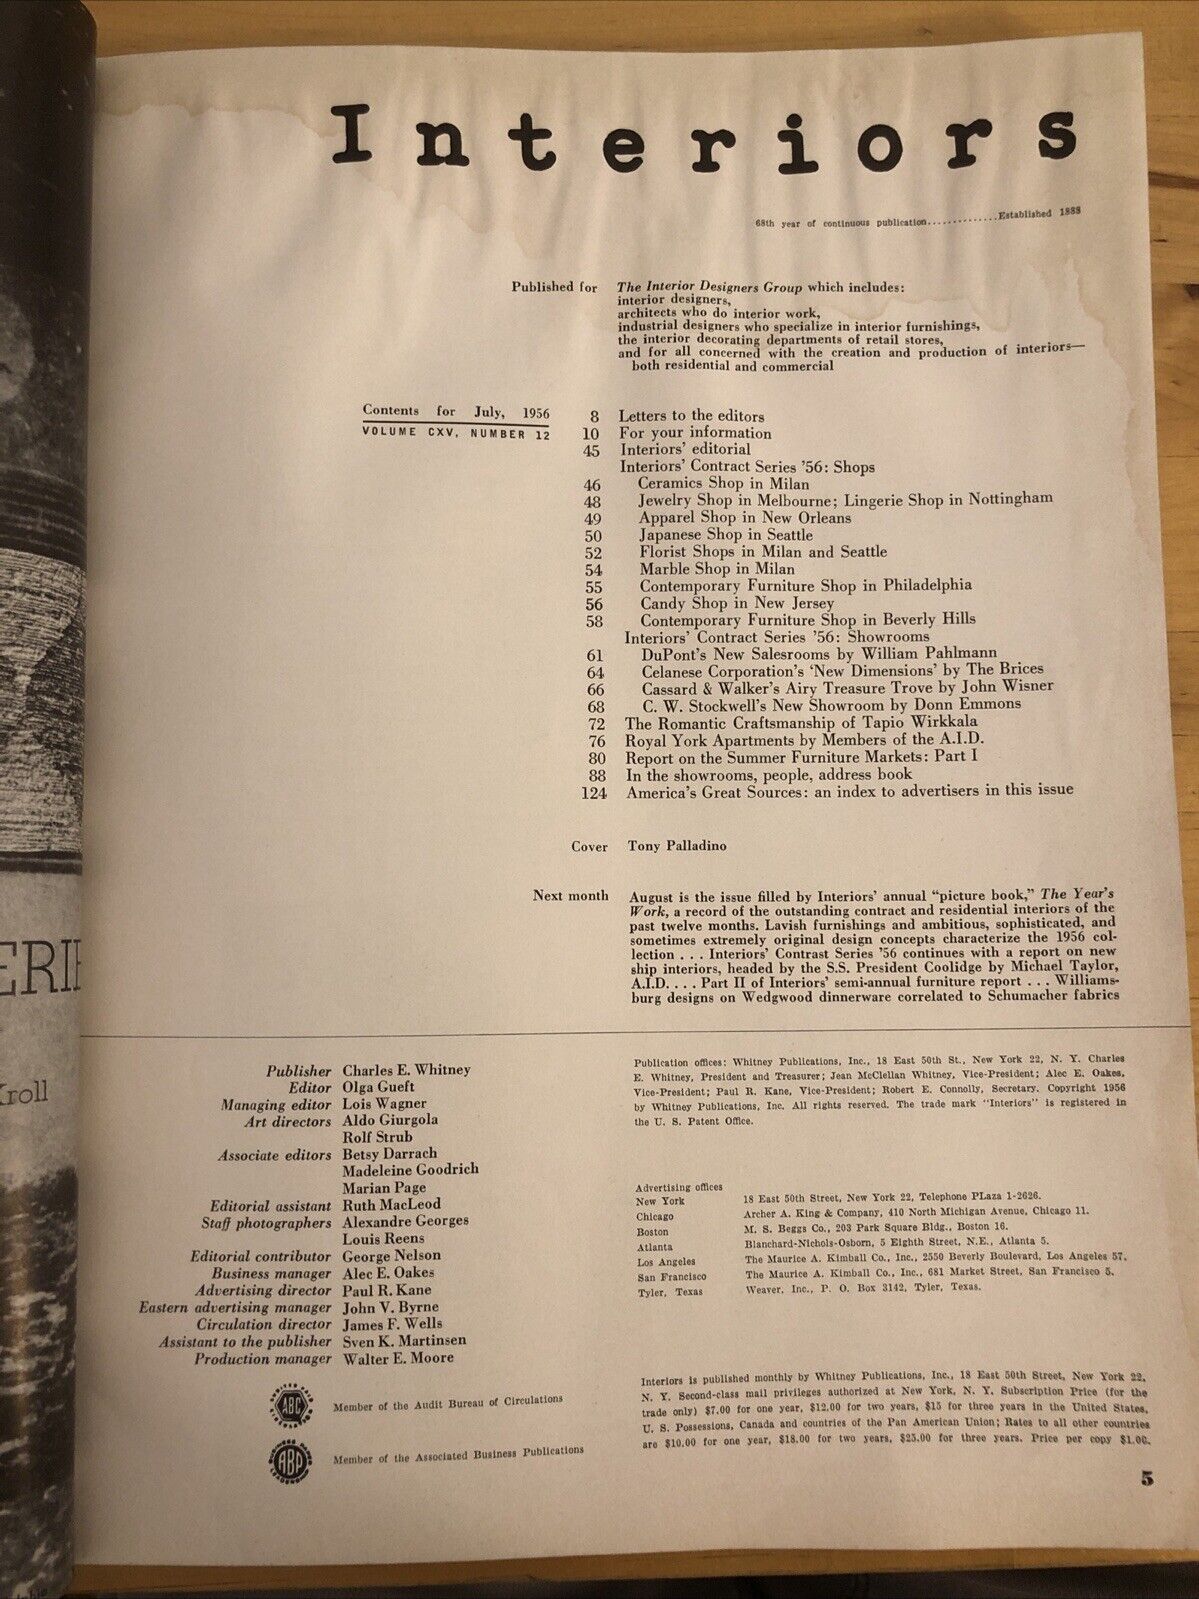 Interiors
68th year of continuous publication..............Established 1888
Published for The Interior Designers Group which includes:
interior designers,
architects who do interior work,
industrial designers who specialize in interior furnishings,
the interior decorating departments of retail stores,
and for all concerned with the creation and production of interiors—
both residential and commercial
Contents for July, 1956
VOLUME CXV, NUMBER 12
8 Letters to the editors
10 For your information
45 Interiors' editorial
Interiors' Contract Series '56: Shops
46 Ceramics Shop in Milan
48 Jewelry Shop in Melbourne; Lingerie Shop in Nottingham
49 Apparel Shop in New Orleans
50 Japanese Shop in Seattle
52 Florist Shops in Milan and Seattle
54 Marble Shop in Milan
55 Contemporary Furniture Shop in Philadelphia
56 Candy Shop in New Jersey
58 Contemporary Furniture Shop in Beverly Hills
Interiors' Contract Series '56: Showrooms
61 DuPont's New Salesrooms by William Pahlmann
64 Celanese Corporation's 'New Dimensions' by The Brices
66 Cassard & Walker's Airy Treasure Trove by John Wisner
68 C. W. Stockwell's New Showroom by Donn Emmons
72 The Romantic Craftsmanship of Tapio Wirkkala
76 Royal York Apartments by Members of the A.I.D.
80 Report on the Summer Furniture Markets: Part I
88 In the showrooms, people, address book
124 America's Great Sources: an index to advertisers in this issue
Cover Tony Palladino
Next month August is the issue filled by Interiors' annual "picture book," The Year's
Work, a record of the outstanding contract and residential interiors of the
past twelve months. Lavish furnishings and ambitious, sophisticated, and
sometimes extremely original design concepts characterize the 1956 col-
lection . . . Interiors' Contrast Series '56 continues with a report on new
ship interiors, headed by the S.S. President Coolidge by Michael Taylor,
A.I.D. . . . Part II of Interiors' semi-annual furniture report . . . Williams-
burg designs on Wedgwood dinnerware correlated to Schumacher fabrics
Publisher Charles E. Whitney
Editor Olga Gueft
Managing editor Lois Wagner
Art directors Aldo Giurgola
Rolf Strub
Associate editors Betsy Darrach
Madeleine Goodrich
Marian Page
Editorial assistant Ruth MacLeod
Staff photographers Alexandre Georges
Louis Reens
Editorial contributor George Nelson
Business manager Alec E. Oakes
Advertising director Paul R. Kane
Eastern advertising manager John V. Byrne
Circulation director James F. Wells
Assistant to the publisher Sven K. Martinsen
Production manager Walter E. Moore
ABC
Member of the Audit Bureau of Circulations
ABP
Member of the Associated Business Publications
Publication offices: Whitney Publications, Inc., 18 East 50th St., New York 22, N. Y. Charles
E. Whitney, President and Treasurer; Jean McClellan Whitney, Vice-President; Alec E. Oakes,
Vice-President; Paul R. Kane, Vice-President; Robert E. Connolly, Secretary. Copyright 1956
by Whitney Publications, Inc. All rights reserved. The trade mark "Interiors" is registered in
the U. S. Patent Office.
Advertising offices
New York 18 East 50th Street, New York 22, Telephone PLaza 1-2626.
Chicago Archer A. King & Company, 410 North Michigan Avenue, Chicago 11.
Boston M. S. Beggs Co., 203 Park Square Bldg., Boston 16.
Atlanta Blanchard-Nichols-Osborn, 5 Eighth Street, N.E., Atlanta 5.
Los Angeles The Maurice A. Kimball Co., Inc., 2550 Beverly Boulevard, Los Angeles 57.
San Francisco The Maurice A. Kimball Co., Inc., 681 Market Street, San Francisco 5.
Tyler, Texas Weaver, Inc., P. O. Box 3142, Tyler, Texas.
Interiors is published monthly by Whitney Publications, Inc., 18 East 50th Street, New York 22,
N. Y. Second-class mail privileges authorized at New York, N. Y. Subscription Price (for the
trade only) $7.00 for one year, $12.00 for two years, $15 for three years in the United States,
U. S. Possessions, Canada and countries of the Pan American Union; Rates to all other countries
are $10.00 for one year, $18.00 for two years, $25.00 for three years. Price per copy $1.00.
5
Kroll